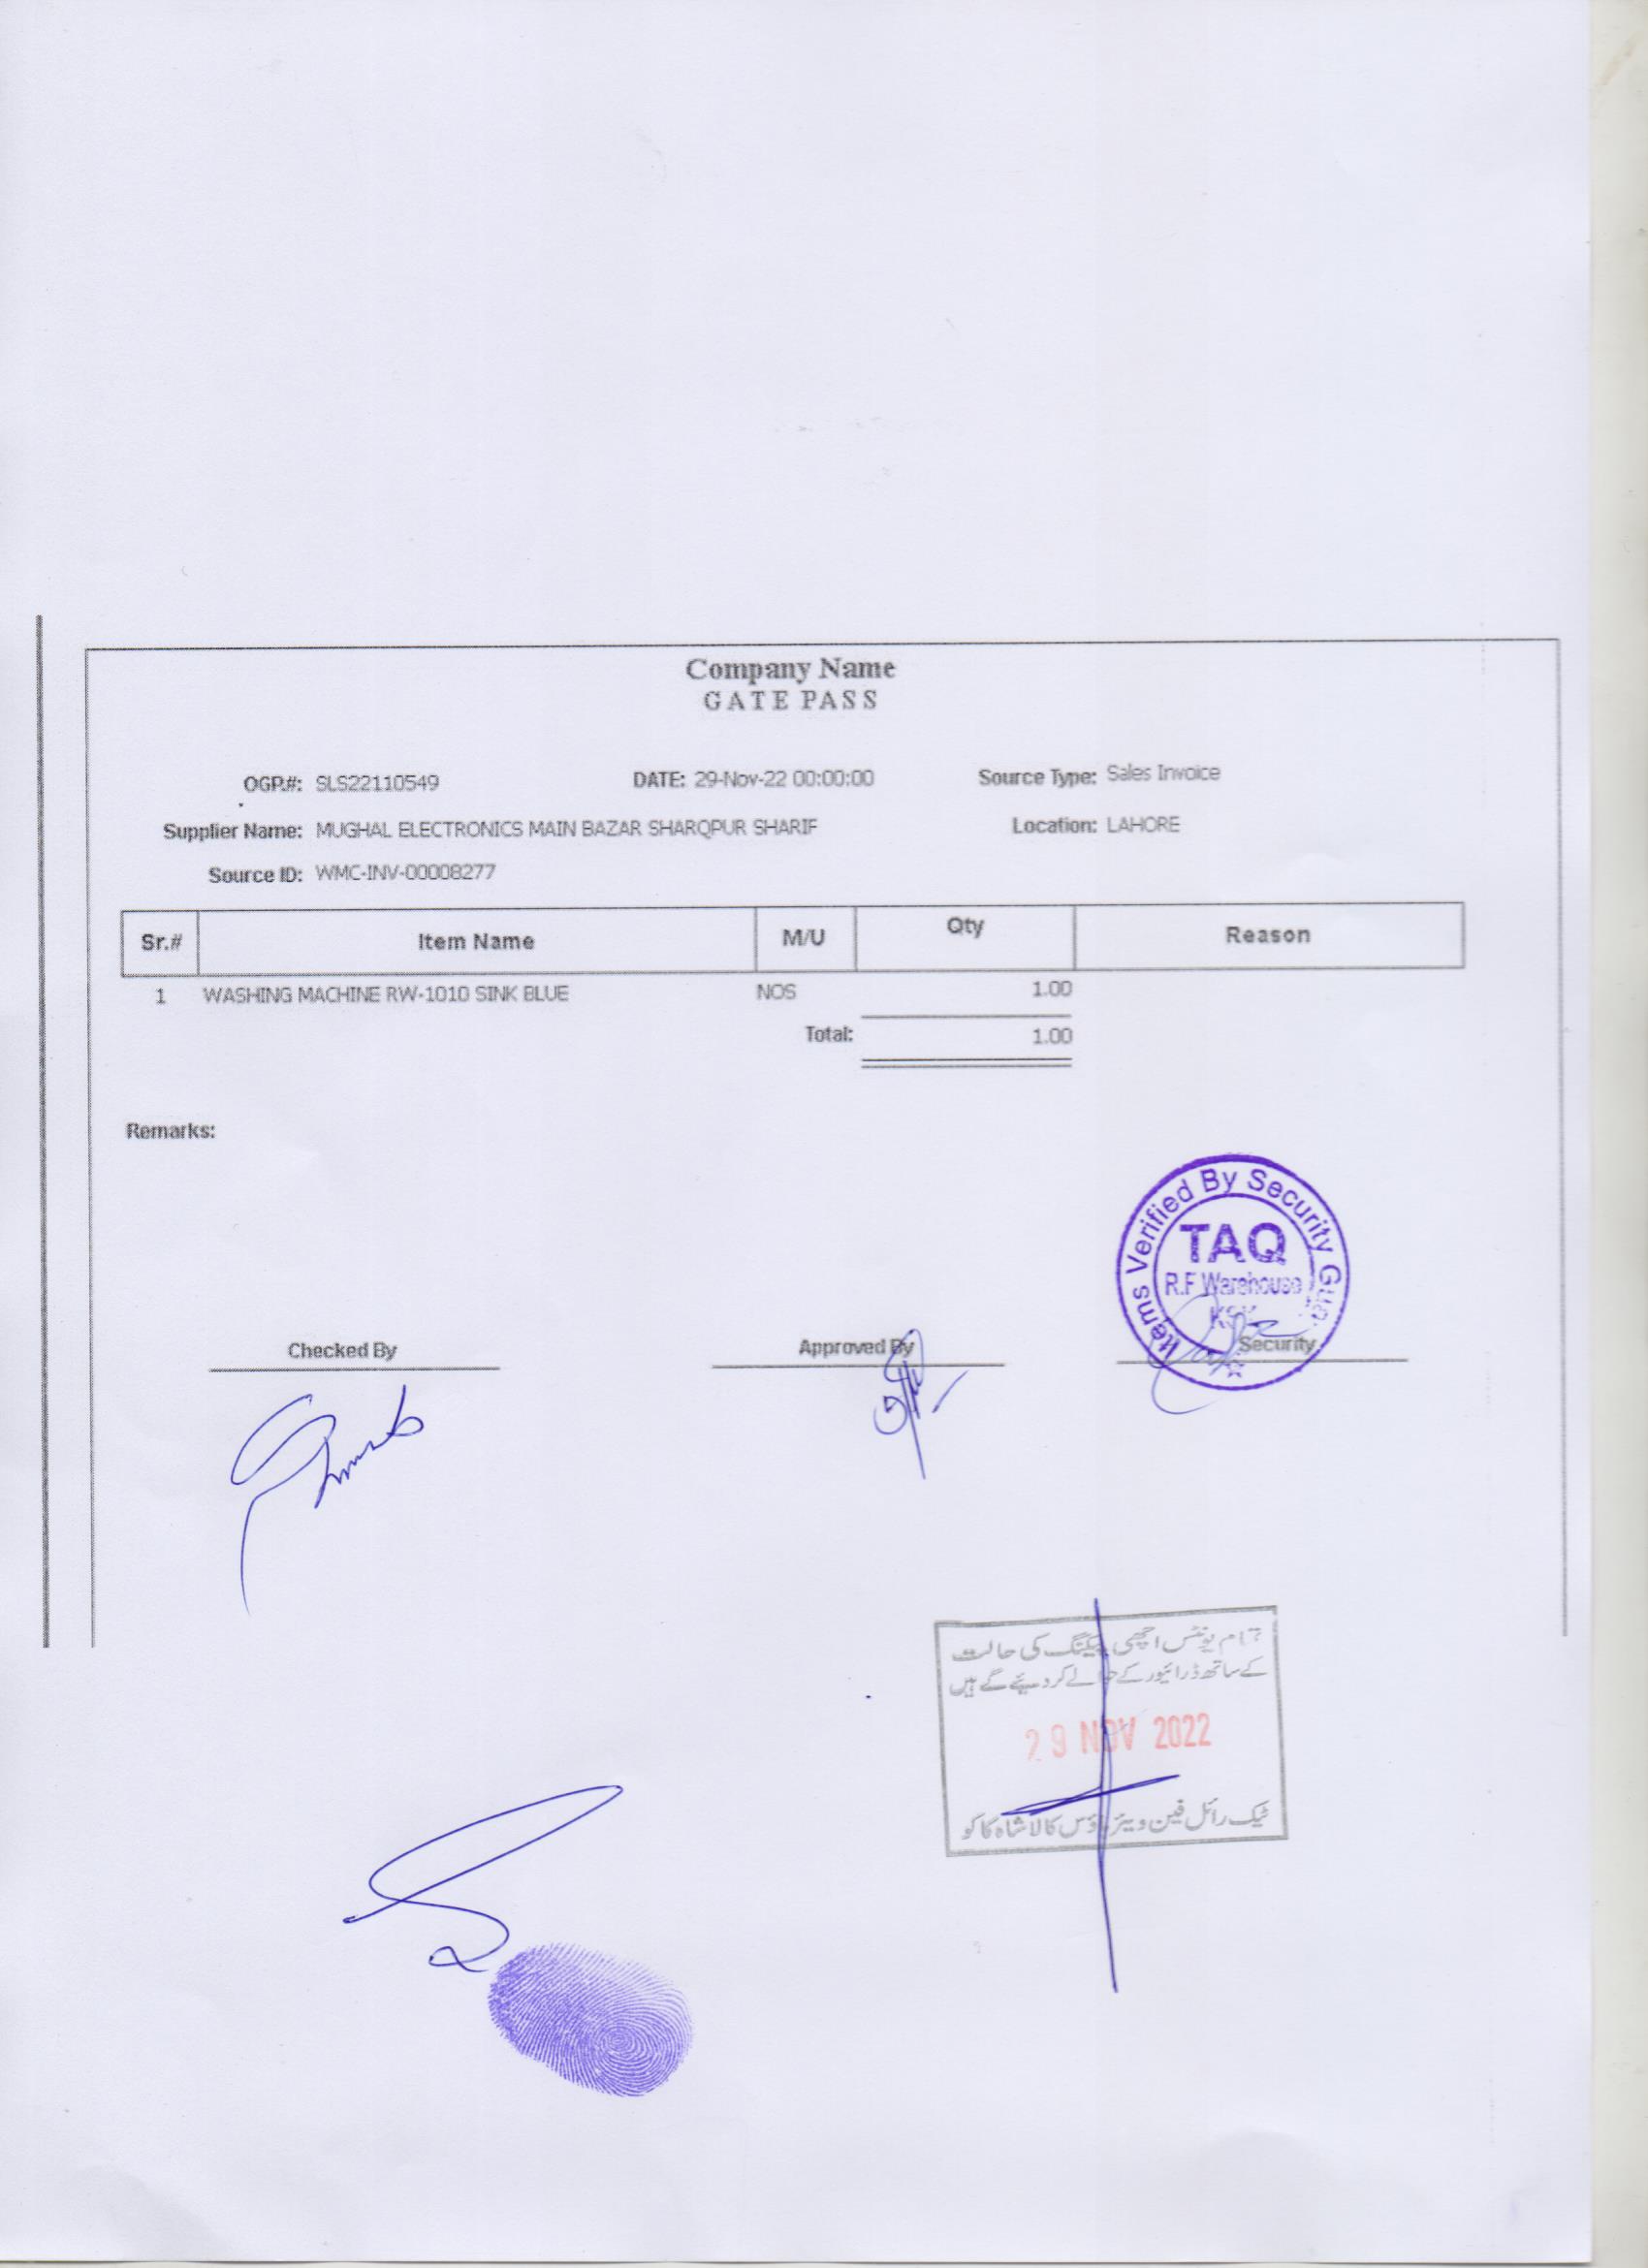 Company Name
GATE PASS
OGP.#: SLS22110549 DATE: 29-Nov-22 00:00:00 Source Type: Sales Invoice
Supplier Name: MUGHAL ELECTRONICS MAIN BAZAR SHARQPUR SHARIF Location: LAHORE
Source ID: WMC-INV-00008277
Sr.# Item Name M/U Qty Reason
1 WASHING MACHINE RW-1010 SINK BLUE NOS 1.00
Total: 1.00
Remarks:
Items Verified By Security
TAQ
R.F Warehouse
Checked By Approved By Security
تمام یونٹس اچھی پیکنگ کی حالت
کے ساتھ ڈرائیور کے حوالے کر دیئے گے ہیں
29 NOV 2022
ٹیک رائل فین ویئر ہاؤس کالا شاہ کاکو